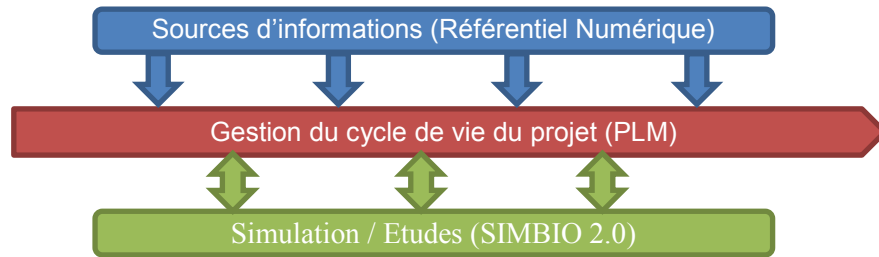 Sources d’informations (Référentiel Numérique)
Gestion du cycle de vie du projet (PLM)
Simulation / Etudes (SIMBIO 2.0)